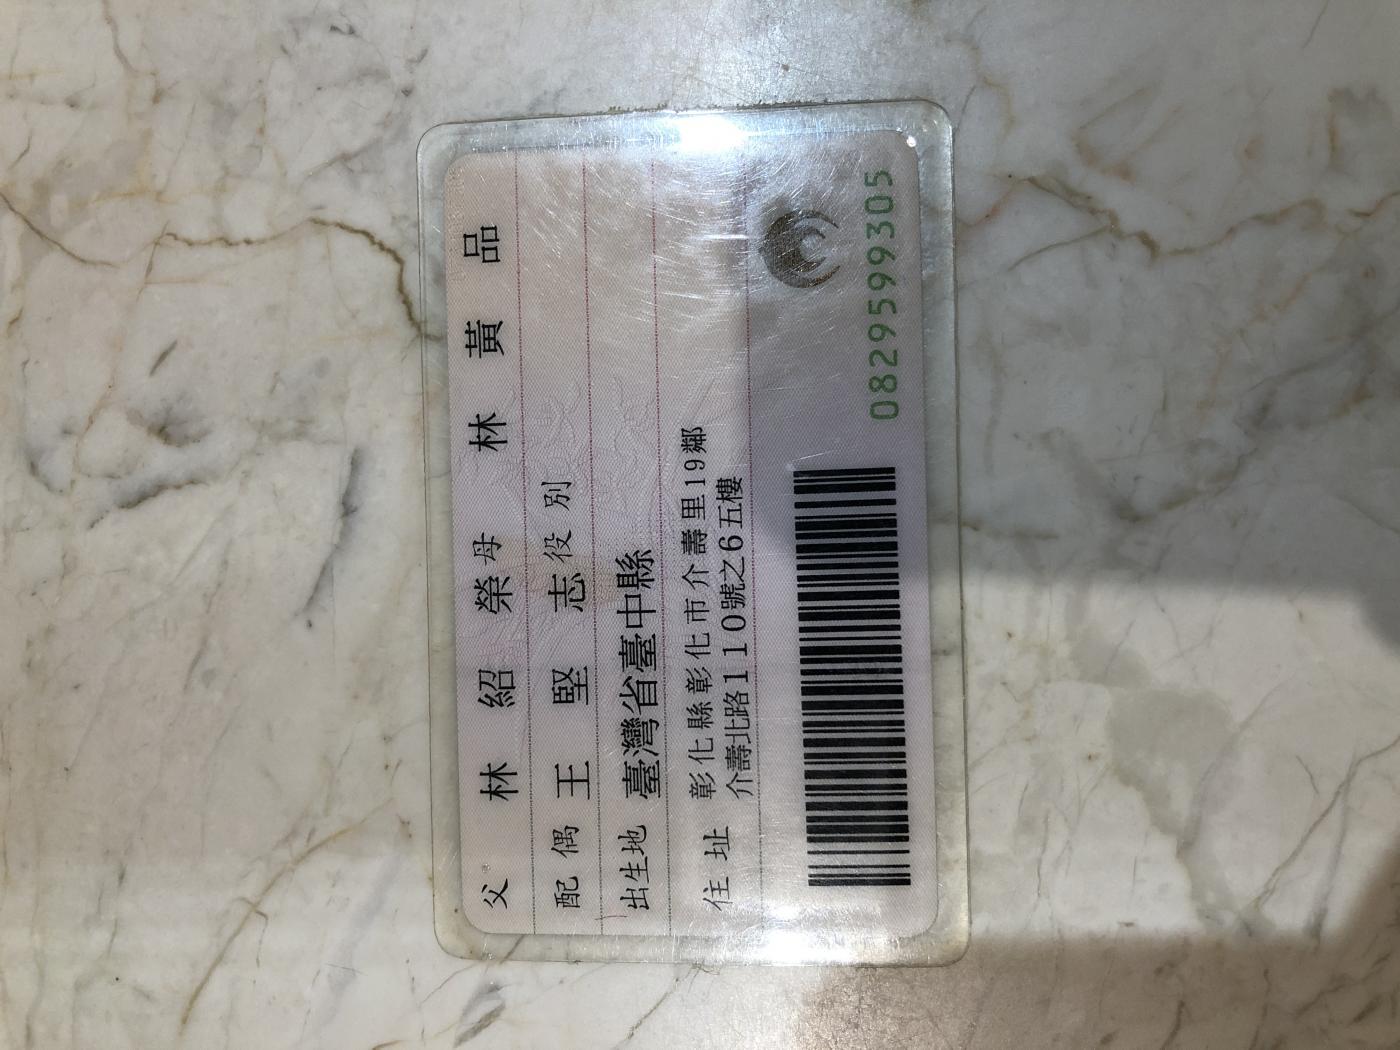 父 林紹榮 母 林黃品
配偶 王堅志 役別
出生地 臺灣省臺中縣
住址 彰化縣彰化市介壽里19鄰
介壽北路110號之6五樓
0829599305